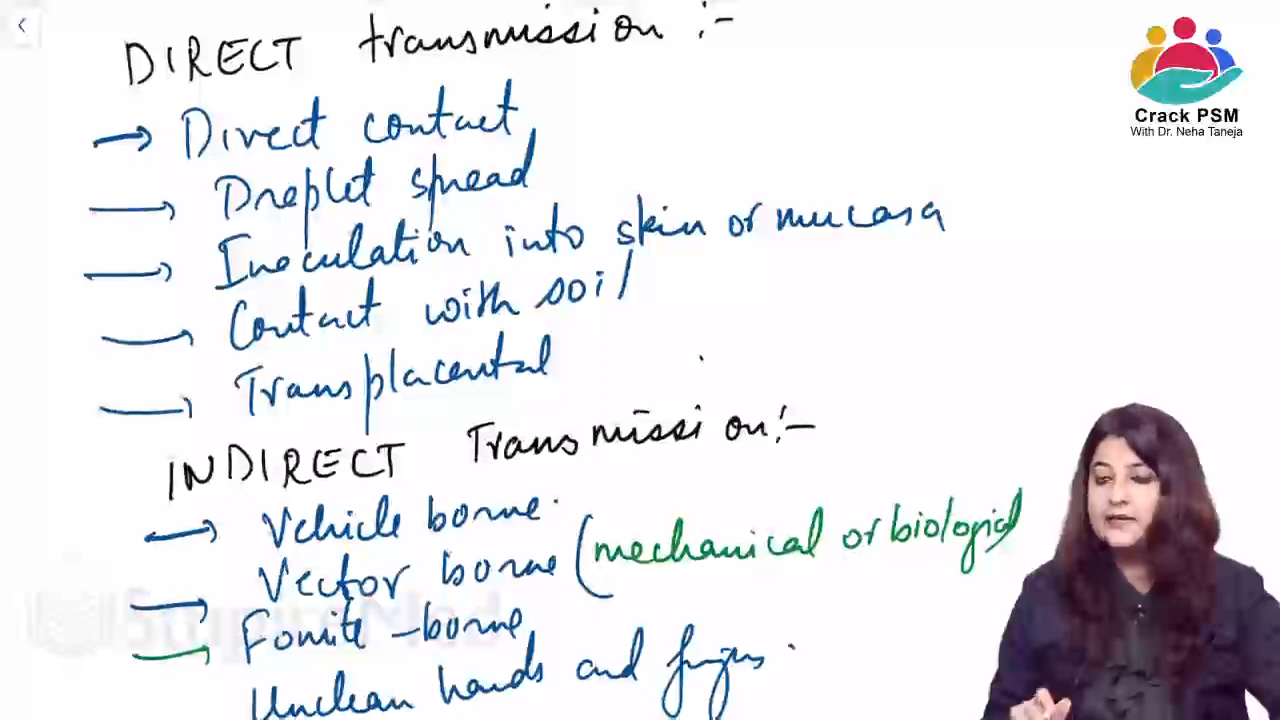 DIRECT transmission :-
→ Direct contact
→ Droplet spread
→ Inoculation into skin or mucosa
→ Contact with soil
→ Transplacental
INDIRECT Transmission:-
→ Vehicle borne.
→ Vector borne (mechanical or biological
→ Fomite - borne
Unclean hands and fingers.
Crack PSM
With Dr. Neha Taneja